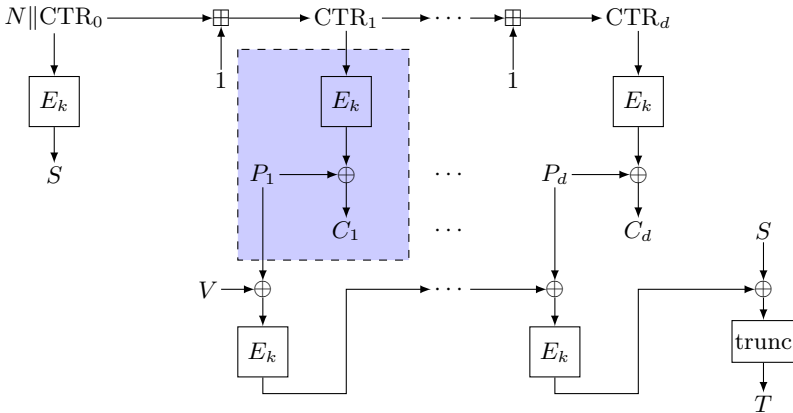 N∥CTR₀ ⊞ CTR₁ ··· ⊞ CTR_d
1 1
E_k E_k E_k
S P₁ ⊕ ··· P_d ⊕
C₁ ··· C_d S
V ⊕ ··· ⊕ ⊕
E_k E_k trunc
T